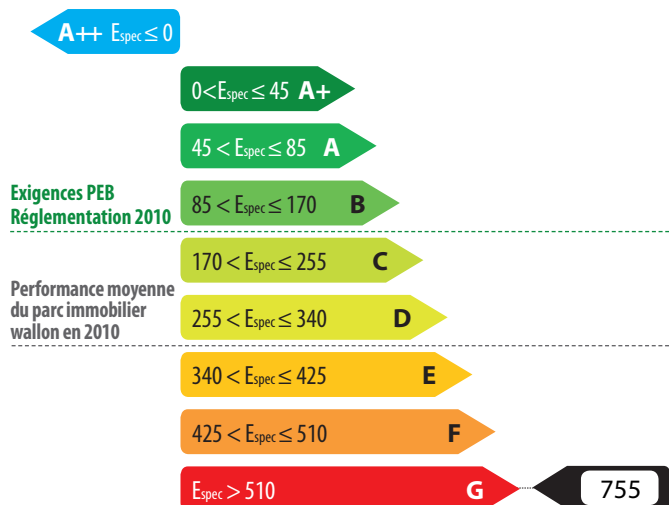 A++ Espec ≤ 0
0<Espec ≤ 45 A+
45 < Espec ≤ 85 A
Exigences PEB
Réglementation 2010
85 < Espec ≤ 170 B
170 < Espec ≤ 255 C
Performance moyenne
du parc immobilier
wallon en 2010
255 < Espec ≤ 340 D
340 < Espec ≤ 425 E
425 < Espec ≤ 510 F
Espec > 510 G 755